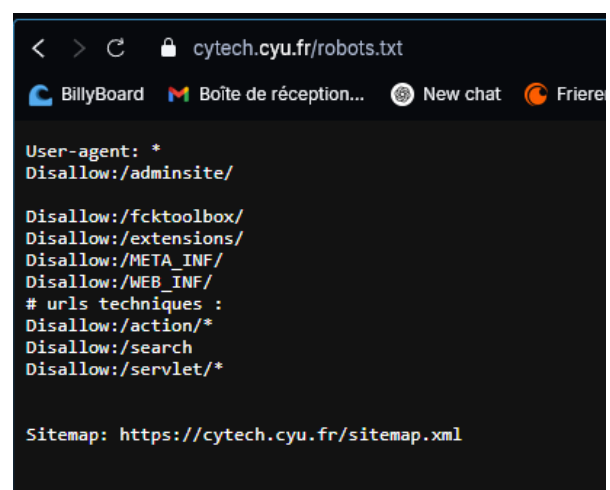 cytech.cyu.fr/robots.txt
BillyBoard Boîte de réception... New chat Frieren
User-agent: *
Disallow:/adminsite/
Disallow:/fcktoolbox/
Disallow:/extensions/
Disallow:/META_INF/
Disallow:/WEB_INF/
# urls techniques :
Disallow:/action/*
Disallow:/search
Disallow:/servlet/*
Sitemap: https://cytech.cyu.fr/sitemap.xml